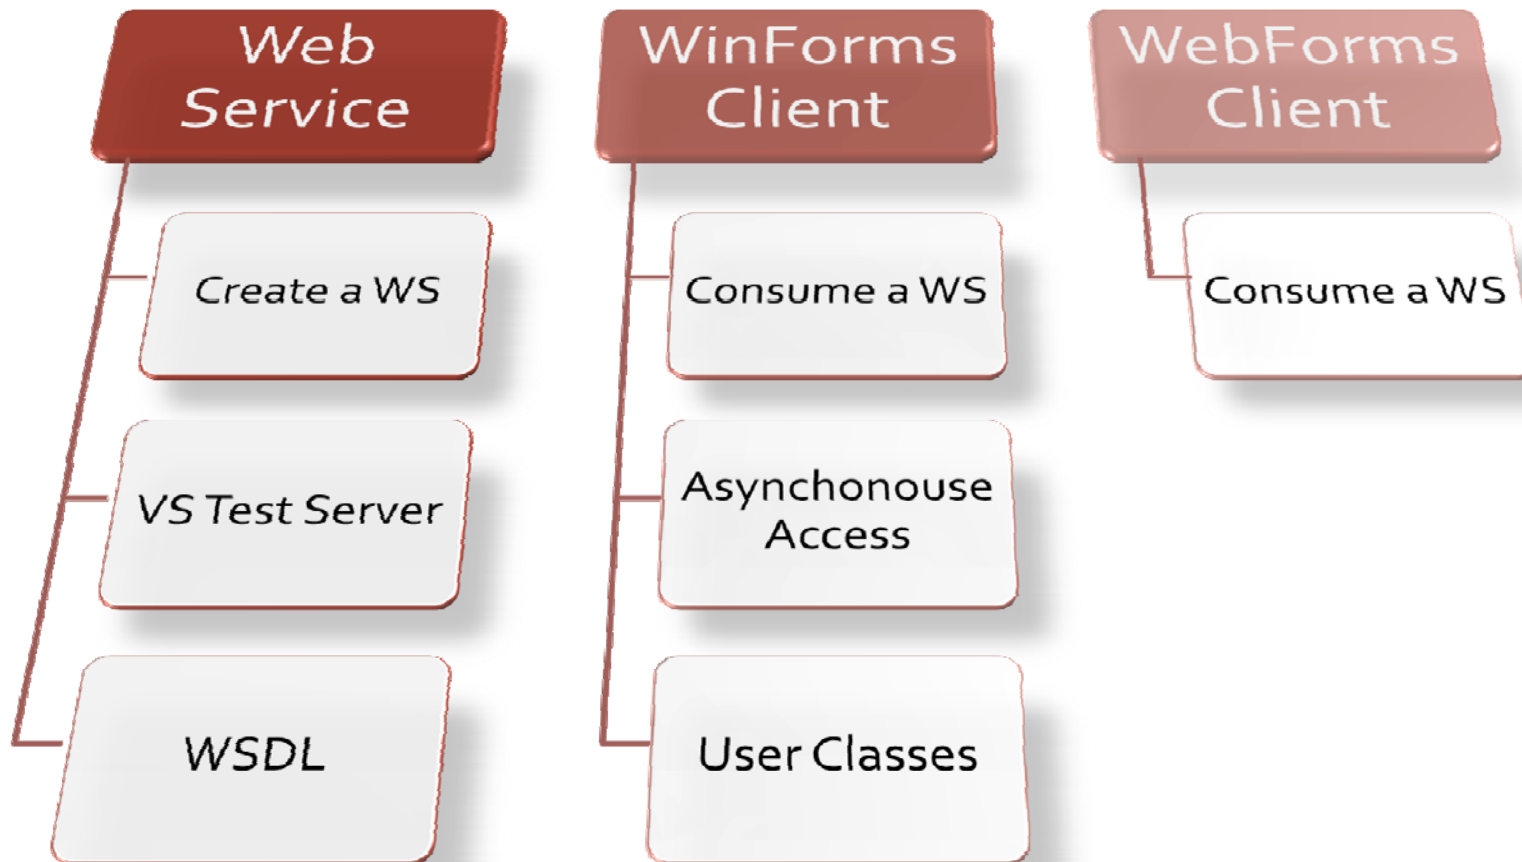 Web
Service
Create a WS
VS Test Server
WSDL
WinForms
Client
Consume a WS
Asynchonouse
Access
User Classes
WebForms
Client
Consume a WS